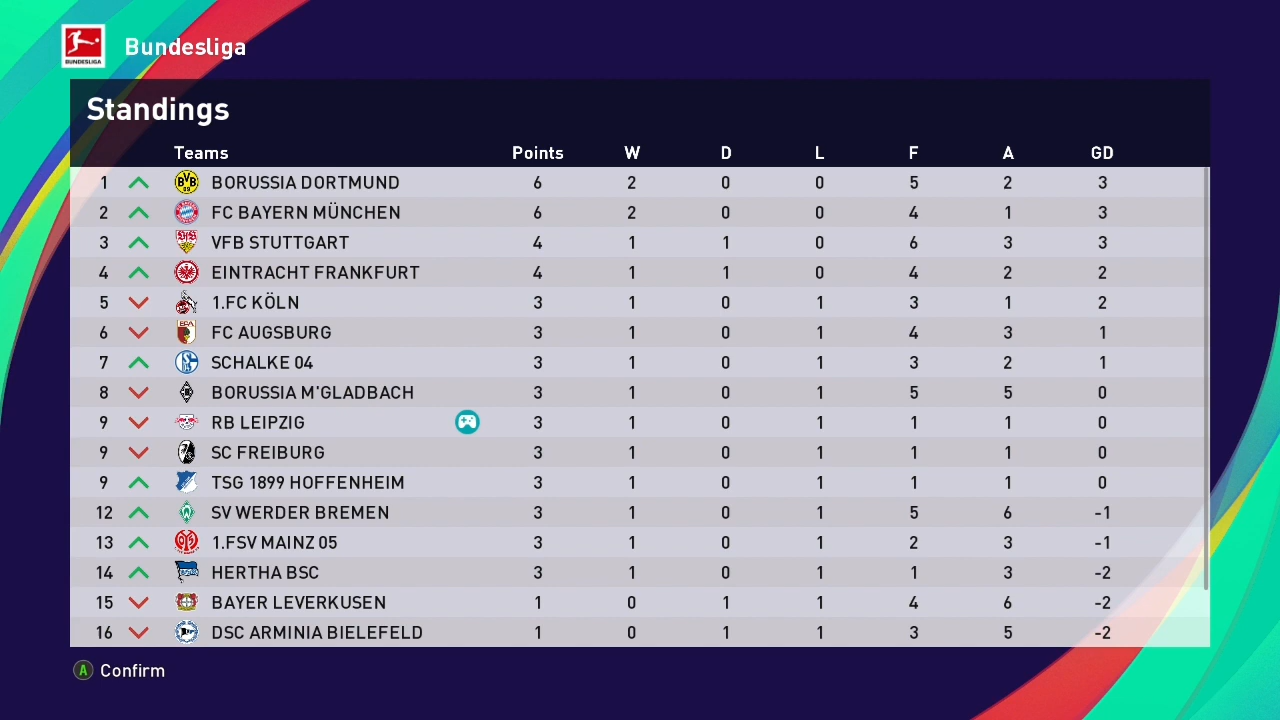 BUNDESLIGA
Bundesliga
Standings
Teams Points W D L F A GD
1 BVB 09 BORUSSIA DORTMUND 6 2 0 0 5 2 3
2 FC BAYERN MÜNCHEN 6 2 0 0 4 1 3
3 VFB STUTTGART 4 1 1 0 6 3 3
4 EINTRACHT FRANKFURT 4 1 1 0 4 2 2
5 1.FC KÖLN 3 1 0 1 3 1 2
6 FC AUGSBURG 3 1 0 1 4 3 1
7 SCHALKE 04 3 1 0 1 3 2 1
8 BORUSSIA M'GLADBACH 3 1 0 1 5 5 0
9 RB LEIPZIG 3 1 0 1 1 1 0
9 SC FREIBURG 3 1 0 1 1 1 0
9 TSG 1899 HOFFENHEIM 3 1 0 1 1 1 0
12 SV WERDER BREMEN 3 1 0 1 5 6 -1
13 1.FSV MAINZ 05 3 1 0 1 2 3 -1
14 HERTHA BSC 3 1 0 1 1 3 -2
15 BAYER LEVERKUSEN 1 0 1 1 4 6 -2
16 DSC ARMINIA BIELEFELD 1 0 1 1 3 5 -2
A Confirm